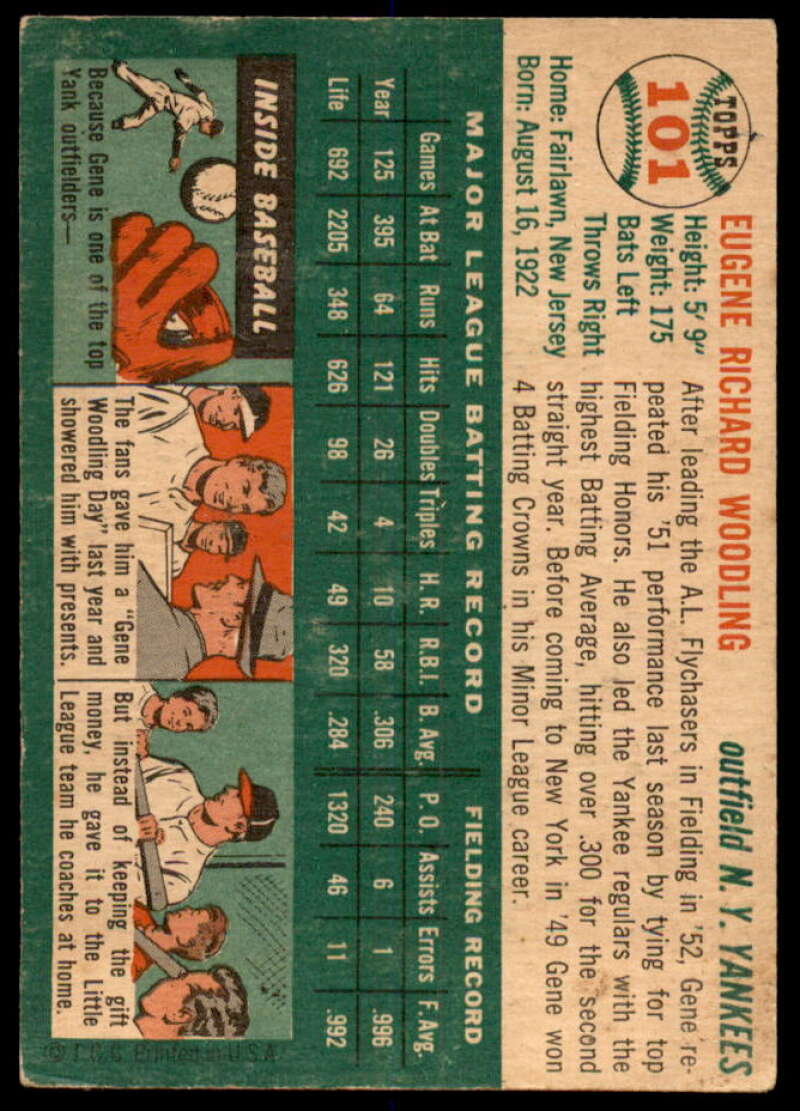 TOPPS
101
EUGENE RICHARD WOODLING
outfield N. Y. YANKEES
Height: 5' 9"
Weight: 175
Bats Left
Throws Right
Home: Fairlawn, New Jersey
Born: August 16, 1922
After leading the A.L. Flychasers in Fielding in '52, Gene re-
peated his '51 performance last season by tying for top
Fielding Honors. He also led the Yankee regulars with the
highest Batting Average, hitting over .300 for the second
straight year. Before coming to New York in '49 Gene won
4 Batting Crowns in his Minor League career.
MAJOR LEAGUE BATTING RECORD FIELDING RECORD
Games At Bat Runs Hits Doubles Triples H.R. R.B.I. B. Avg. P. O. Assists Errors F. Avg.
Year 125 395 64 121 26 4 10 58 .306 240 6 1 .996
Life 692 2205 348 626 98 42 49 320 .284 1320 46 11 .992
INSIDE BASEBALL
Because Gene is one of the top
Yank outfielders—
The fans gave him a "Gene
Woodling Day" last year and
showered him with presents.
But instead of keeping the gift
money, he gave it to the Little
League team he coaches at home.
© T.C.G. Printed in U.S.A.